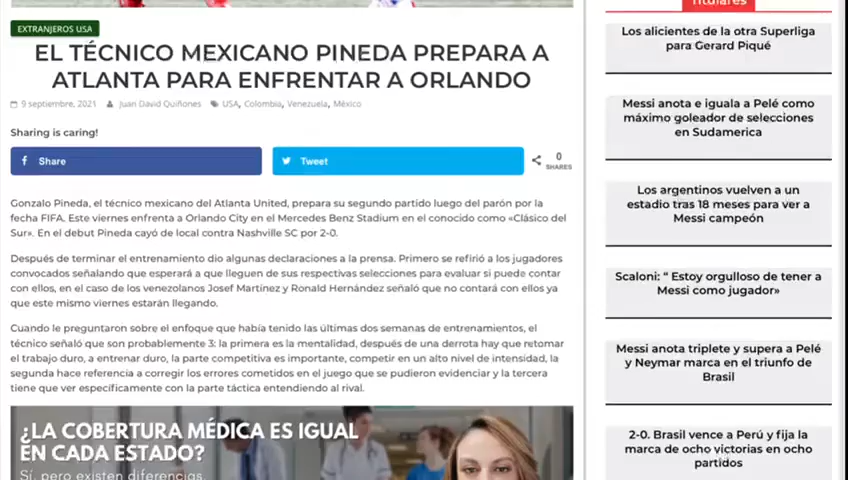 EXTRANJEROS USA
EL TÉCNICO MEXICANO PINEDA PREPARA A
ATLANTA PARA ENFRENTAR A ORLANDO
9 septiembre, 2021 Juan David Quiñones USA, Colombia, Venezuela, México
Sharing is caring!
Share
Tweet
0
SHARES
Gonzalo Pineda, el técnico mexicano del Atlanta United, prepara su segundo partido luego del parón por la
fecha FIFA. Este viernes enfrenta a Orlando City en el Mercedes Benz Stadium en el conocido como «Clásico del
Sur». En el debut Pineda cayó de local contra Nashville SC por 2-0.
Después de terminar el entrenamiento dio algunas declaraciones a la prensa. Primero se refirió a los jugadores
convocados señalando que esperará a que lleguen de sus respectivas selecciones para evaluar si puede contar
con ellos, en el caso de los venezolanos Josef Martínez y Ronald Hernández señaló que no contará con ellos ya
que este mismo viernes estarán llegando.
Cuando le preguntaron sobre el enfoque que había tenido las últimas dos semanas de entrenamientos, el
técnico señaló que son probablemente 3: la primera es la mentalidad, después de una derrota hay que retomar
el trabajo duro, a entrenar duro, la parte competitiva es importante, competir en un alto nivel de intensidad, la
segunda hace referencia a corregir los errores cometidos en el juego que se pudieron evidenciar y la tercera
tiene que ver específicamente con la parte táctica entendiendo al rival.
¿LA COBERTURA MÉDICA ES IGUAL
EN CADA ESTADO?
Sí, pero existen diferencias
Titulares
Los alicientes de la otra Superliga
para Gerard Piqué
Messi anota e iguala a Pelé como
máximo goleador de selecciones
en Sudamerica
Los argentinos vuelven a un
estadio tras 18 meses para ver a
Messi campeón
Scaloni: “ Estoy orgulloso de tener a
Messi como jugador»
Messi anota triplete y supera a Pelé
y Neymar marca en el triunfo de
Brasil
2-0. Brasil vence a Perú y fija la
marca de ocho victorias en ocho
partidos